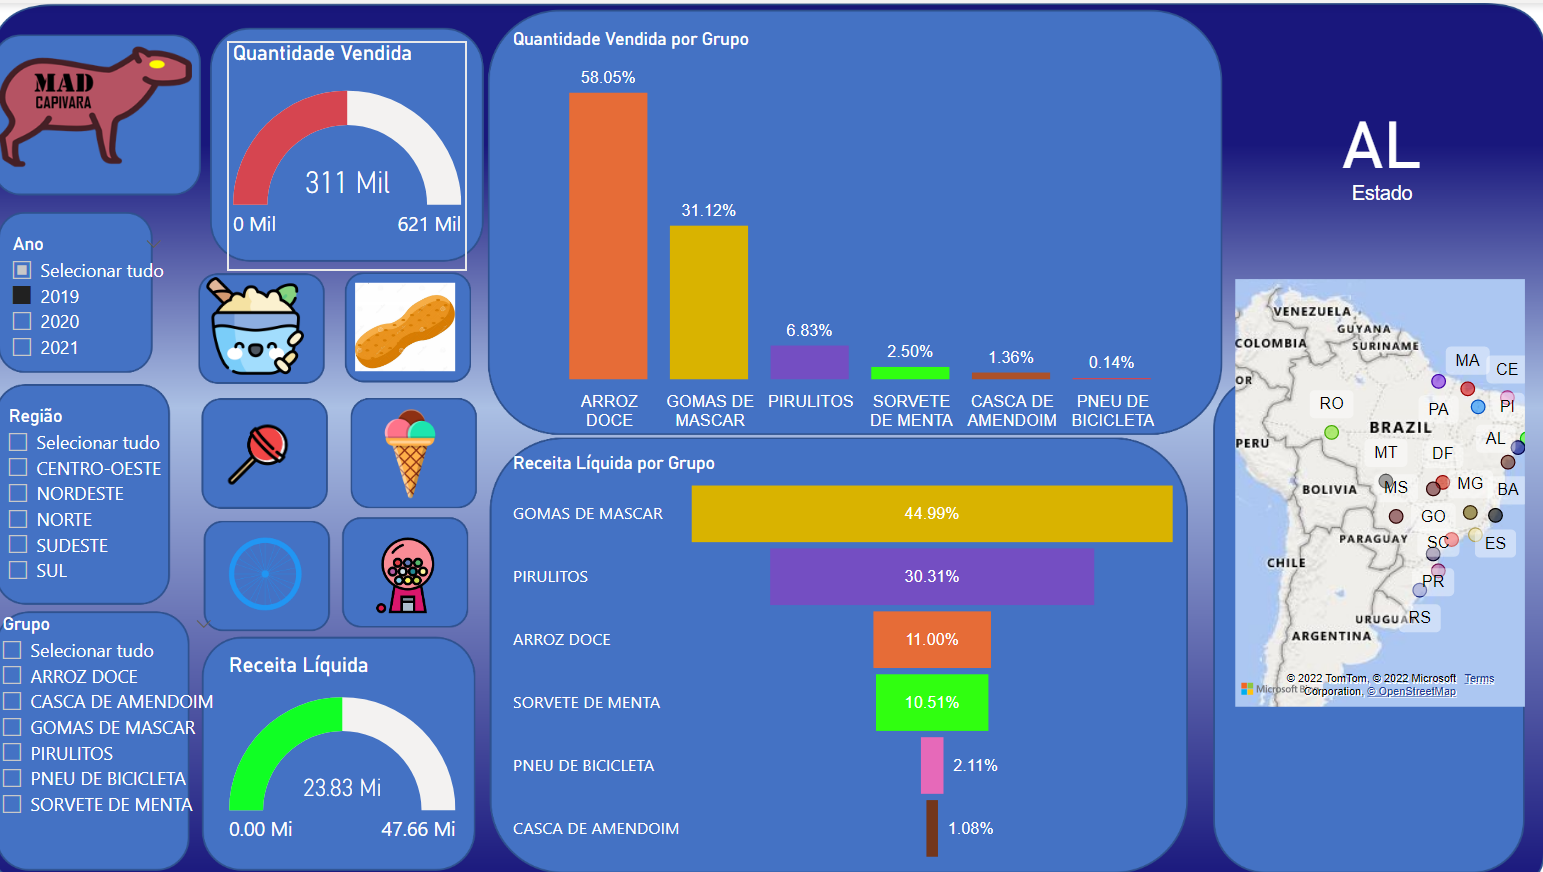 MAD
CAPIVARA
Ano
Selecionar tudo
2019
2020
2021
Região
Selecionar tudo
CENTRO-OESTE
NORDESTE
NORTE
SUDESTE
SUL
Grupo
Selecionar tudo
ARROZ DOCE
CASCA DE AMENDOIM
GOMAS DE MASCAR
PIRULITOS
PNEU DE BICICLETA
SORVETE DE MENTA
Quantidade Vendida
311 Mil
0 Mil
621 Mil
Receita Líquida
23.83 Mi
0.00 Mi
47.66 Mi
Quantidade Vendida por Grupo
58.05%
31.12%
6.83%
2.50%
1.36%
0.14%
ARROZ DOCE
GOMAS DE MASCAR
PIRULITOS
SORVETE DE MENTA
CASCA DE AMENDOIM
PNEU DE BICICLETA
Receita Líquida por Grupo
GOMAS DE MASCAR 44.99%
PIRULITOS 30.31%
ARROZ DOCE 11.00%
SORVETE DE MENTA 10.51%
PNEU DE BICICLETA 2.11%
CASCA DE AMENDOIM 1.08%
AL
Estado
VENEZUELA
GUYANA
SURINAME
COLOMBIA
OR
MA
CE
RO
PA
PI
BRAZIL
PERU
AL
MT
DF
MS
MG
BA
BOLIVIA
GO
PARAGUAY
SC
ES
CHILE
PR
URUGUA
RS
ARGENTINA
© 2022 TomTom, © 2022 Microsoft Terms
Microsoft
Corporation, © OpenStreetMap